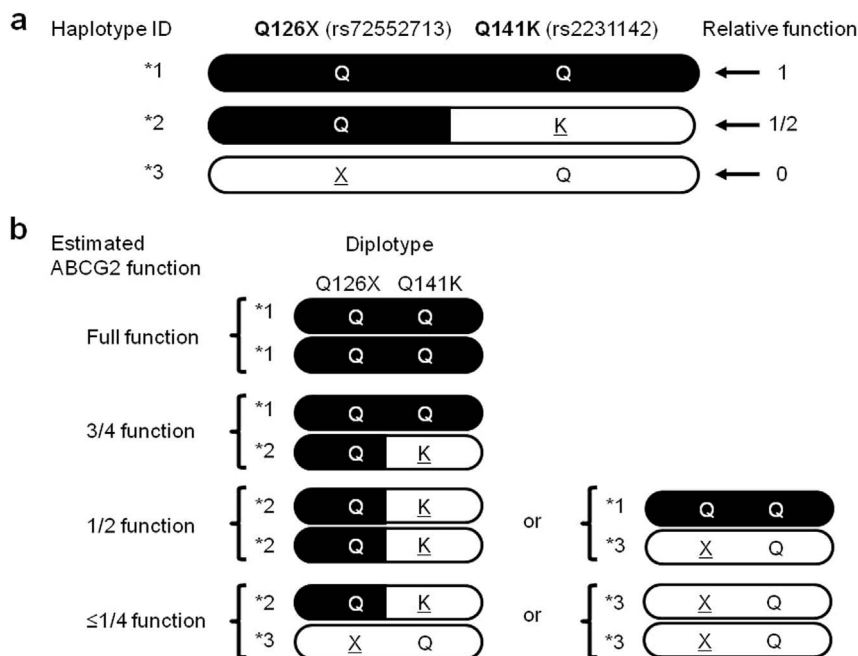 a
Haplotype ID Q126X (rs72552713) Q141K (rs2231142) Relative function
*1 Q Q 1
*2 Q K 1/2
*3 X Q 0
b
Estimated
ABCG2 function
Diplotype
Q126X Q141K
*1 Q Q
Full function
*1 Q Q
*1 Q Q
3/4 function
*2 Q K
*2 Q K
1/2 function
*2 Q K
or
*1 Q Q
*3 X Q
*2 Q K
≤1/4 function
*3 X Q
or
*3 X Q
*3 X Q